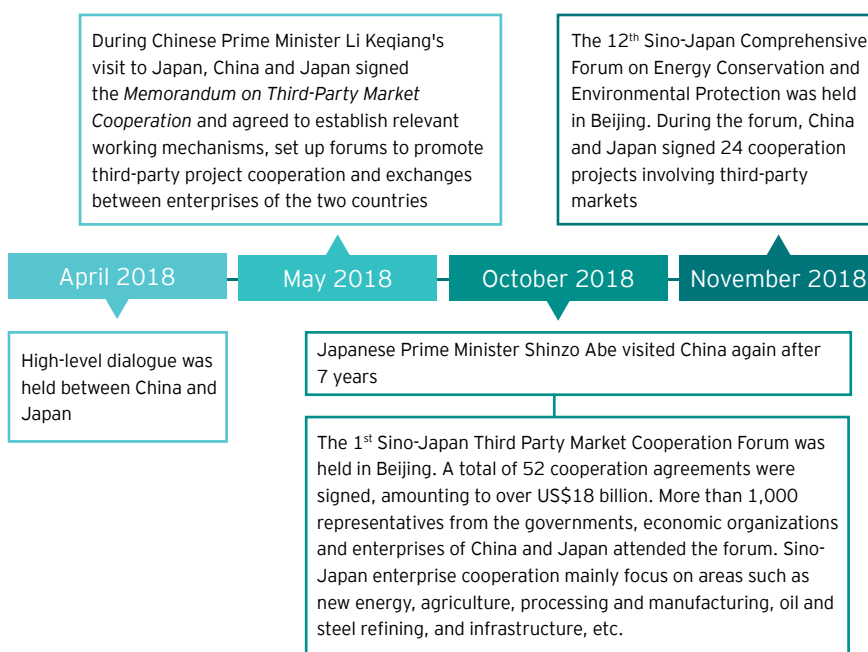 During Chinese Prime Minister Li Keqiang's
visit to Japan, China and Japan signed
the Memorandum on Third-Party Market
Cooperation and agreed to establish relevant
working mechanisms, set up forums to promote
third-party project cooperation and exchanges
between enterprises of the two countries
The 12th Sino-Japan Comprehensive
Forum on Energy Conservation and
Environmental Protection was held
in Beijing. During the forum, China
and Japan signed 24 cooperation
projects involving third-party
markets
April 2018
May 2018
October 2018
November 2018
High-level dialogue was
held between China and
Japan
Japanese Prime Minister Shinzo Abe visited China again after
7 years
The 1st Sino-Japan Third Party Market Cooperation Forum was
held in Beijing. A total of 52 cooperation agreements were
signed, amounting to over US$18 billion. More than 1,000
representatives from the governments, economic organizations
and enterprises of China and Japan attended the forum. Sino-
Japan enterprise cooperation mainly focus on areas such as
new energy, agriculture, processing and manufacturing, oil and
steel refining, and infrastructure, etc.